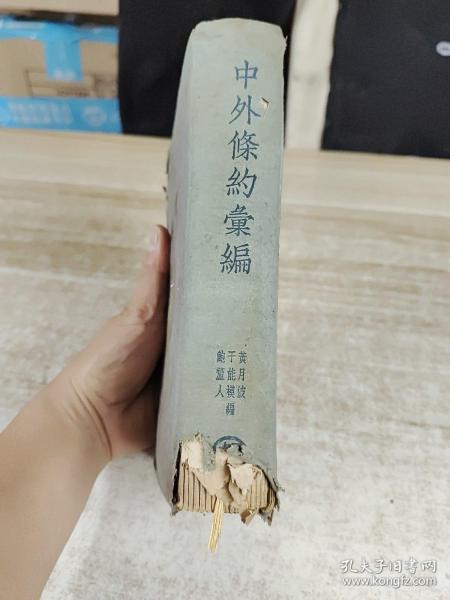 中外條約彙編
黃月波
于能模編
鮑釐人
孔夫子旧书网
www.kongfz.com